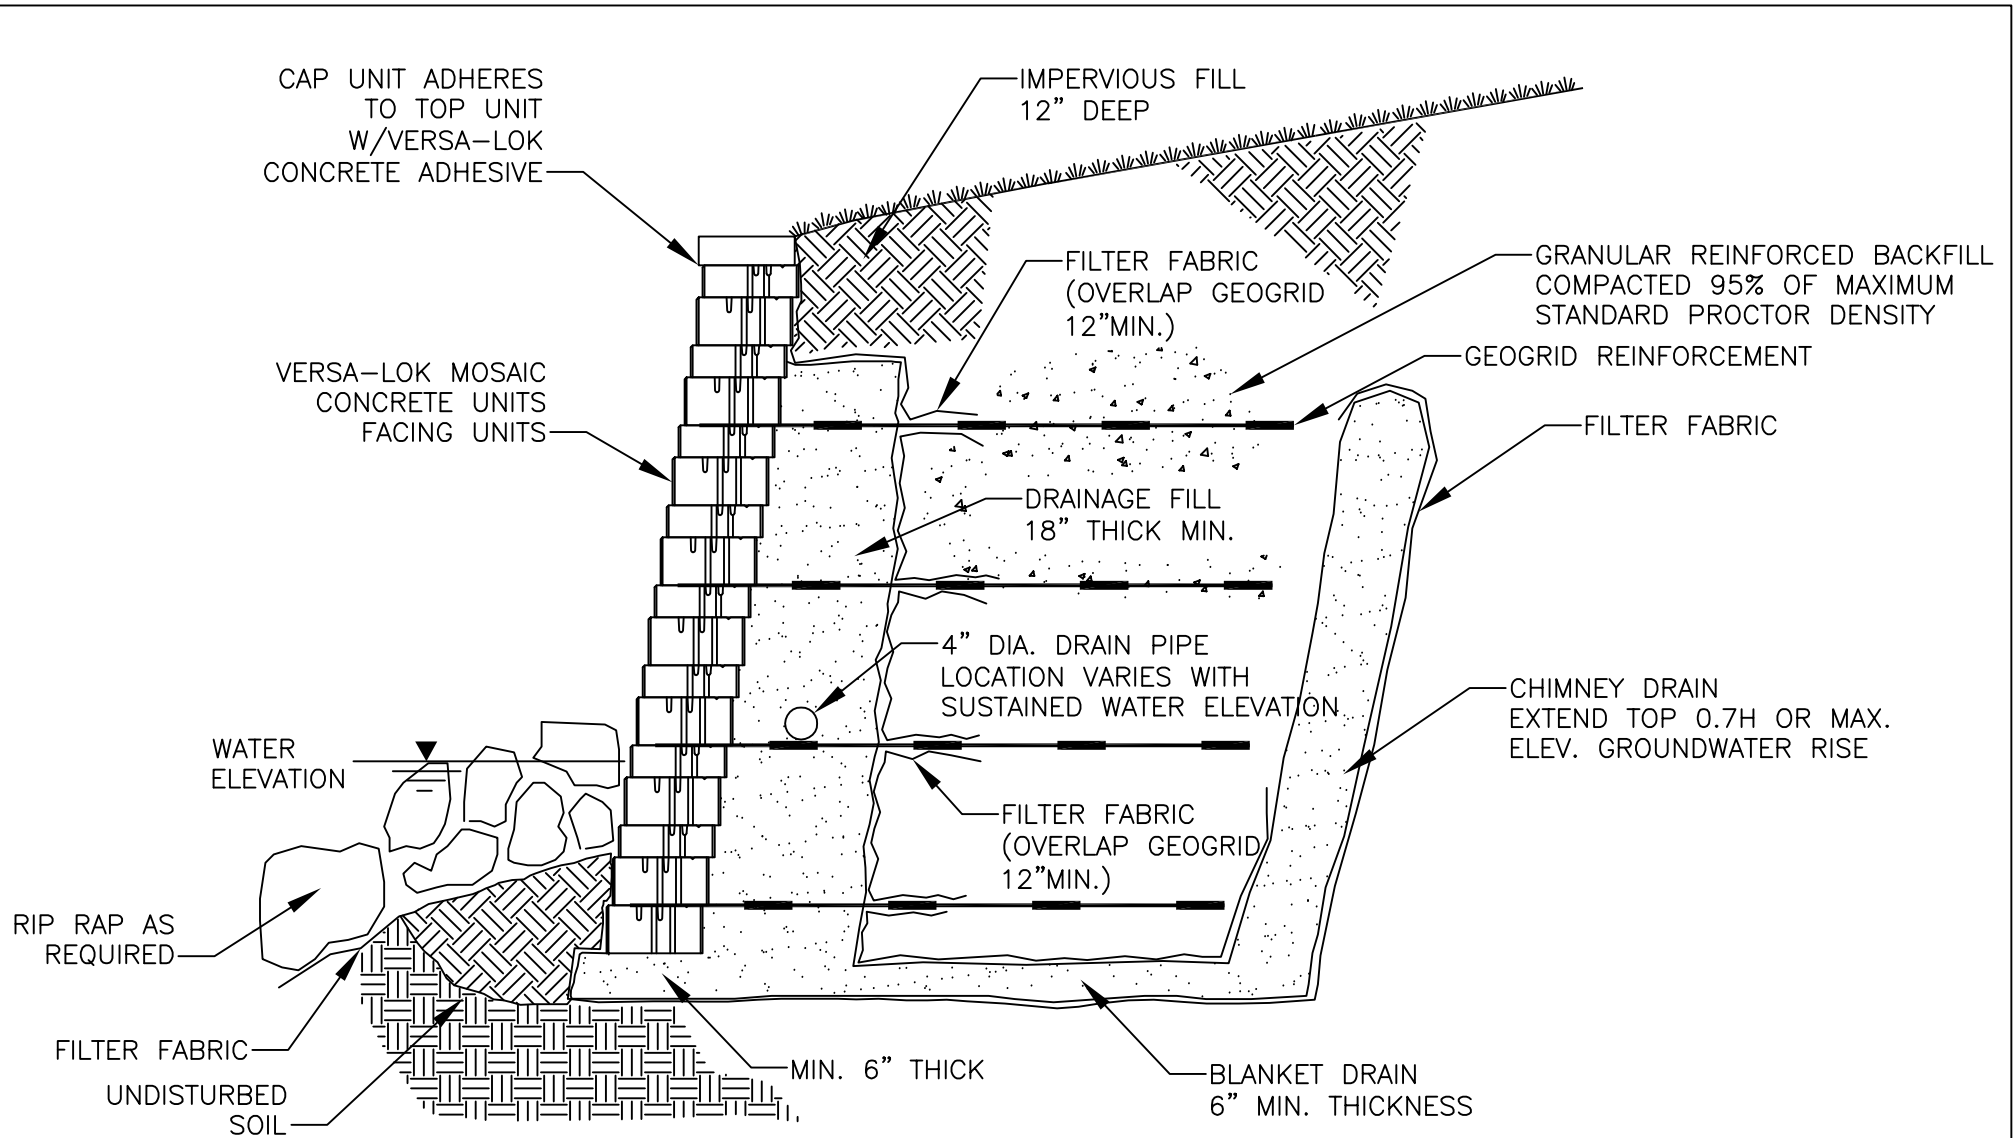 CAP UNIT ADHERES
TO TOP UNIT
W/VERSA-LOK
CONCRETE ADHESIVE
IMPERVIOUS FILL
12" DEEP
FILTER FABRIC
(OVERLAP GEOGRID
12"MIN.)
GRANULAR REINFORCED BACKFILL
COMPACTED 95% OF MAXIMUM
STANDARD PROCTOR DENSITY
GEOGRID REINFORCEMENT
VERSA-LOK MOSAIC
CONCRETE UNITS
FACING UNITS
FILTER FABRIC
DRAINAGE FILL
18" THICK MIN.
4" DIA. DRAIN PIPE
LOCATION VARIES WITH
SUSTAINED WATER ELEVATION
CHIMNEY DRAIN
EXTEND TOP 0.7H OR MAX.
ELEV. GROUNDWATER RISE
WATER
ELEVATION
FILTER FABRIC
(OVERLAP GEOGRID
12"MIN.)
RIP RAP AS
REQUIRED
FILTER FABRIC
UNDISTURBED
SOIL
MIN. 6" THICK
BLANKET DRAIN
6" MIN. THICKNESS